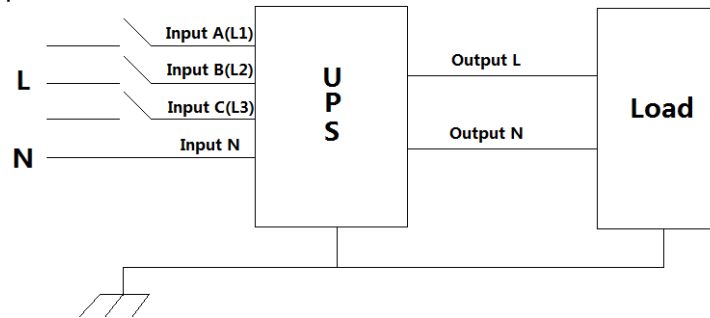 Input A(L1)
L
Input B(L2)
Input C(L3)
N
Input N
U
P
S
Output L
Output N
Load